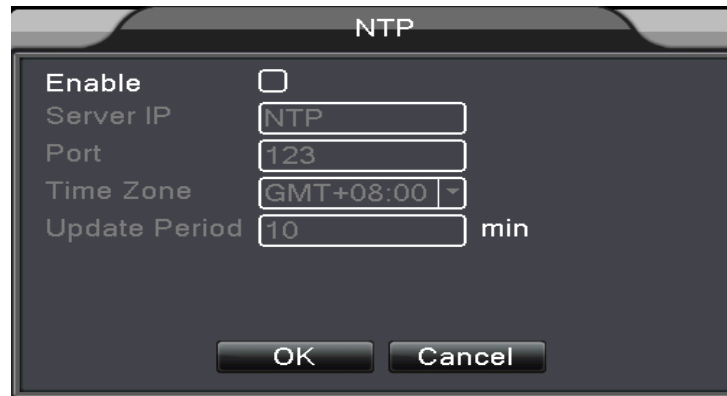 NTP
Enable
Server IP NTP
Port 123
Time Zone GMT+08:00
Update Period 10 min
OK Cancel